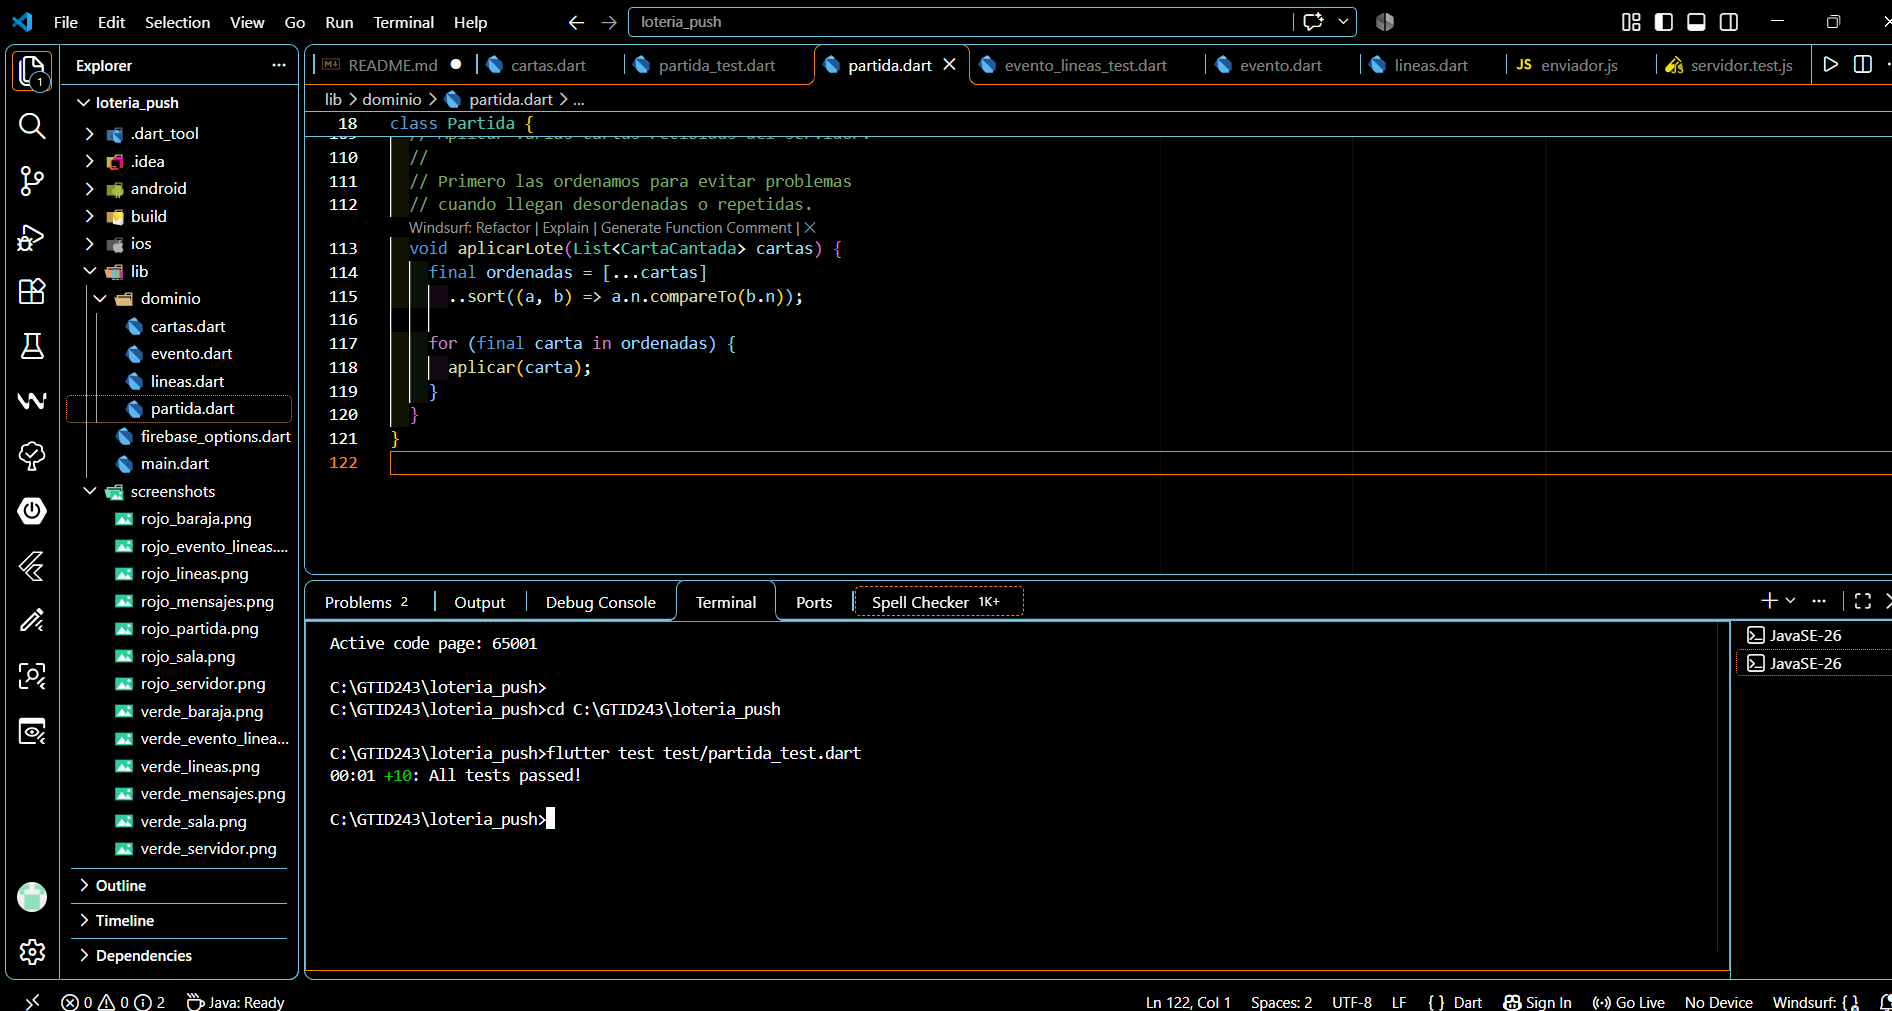 File Edit Selection View Go Run Terminal Help
loteria_push
Explorer
loteria_push
.dart_tool
.idea
android
build
ios
lib
dominio
cartas.dart
evento.dart
lineas.dart
partida.dart
firebase_options.dart
main.dart
screenshots
rojo_baraja.png
rojo_evento_lineas....
rojo_lineas.png
rojo_mensajes.png
rojo_partida.png
rojo_sala.png
rojo_servidor.png
verde_baraja.png
verde_evento_linea...
verde_lineas.png
verde_mensajes.png
verde_sala.png
verde_servidor.png
Outline
Timeline
Dependencies
README.md cartas.dart partida_test.dart partida.dart evento_lineas_test.dart evento.dart lineas.dart JS enviador.js servidor.test.js
lib > dominio > partida.dart > ...
18 class Partida {
109 // Aplicar varias cartas recibidas del servidor.
110 //
111 // Primero las ordenamos para evitar problemas
112 // cuando llegan desordenadas o repetidas.
Windsurf: Refactor | Explain | Generate Function Comment | X
113 void aplicarLote(List<CartaCantada> cartas) {
114 final ordenadas = [...cartas]
115 ..sort((a, b) => a.n.compareTo(b.n));
116
117 for (final carta in ordenadas) {
118 aplicar(carta);
119 }
120 }
121 }
122
Problems 2 Output Debug Console Terminal Ports Spell Checker 1K+
Active code page: 65001
C:\GTID243\loteria_push>
C:\GTID243\loteria_push>cd C:\GTID243\loteria_push
C:\GTID243\loteria_push>flutter test test/partida_test.dart
00:01 +10: All tests passed!
C:\GTID243\loteria_push>
JavaSE-26
JavaSE-26
0 0 2 Java: Ready
Ln 122, Col 1 Spaces: 2 UTF-8 LF {} Dart Sign In Go Live No Device Windsurf: {}